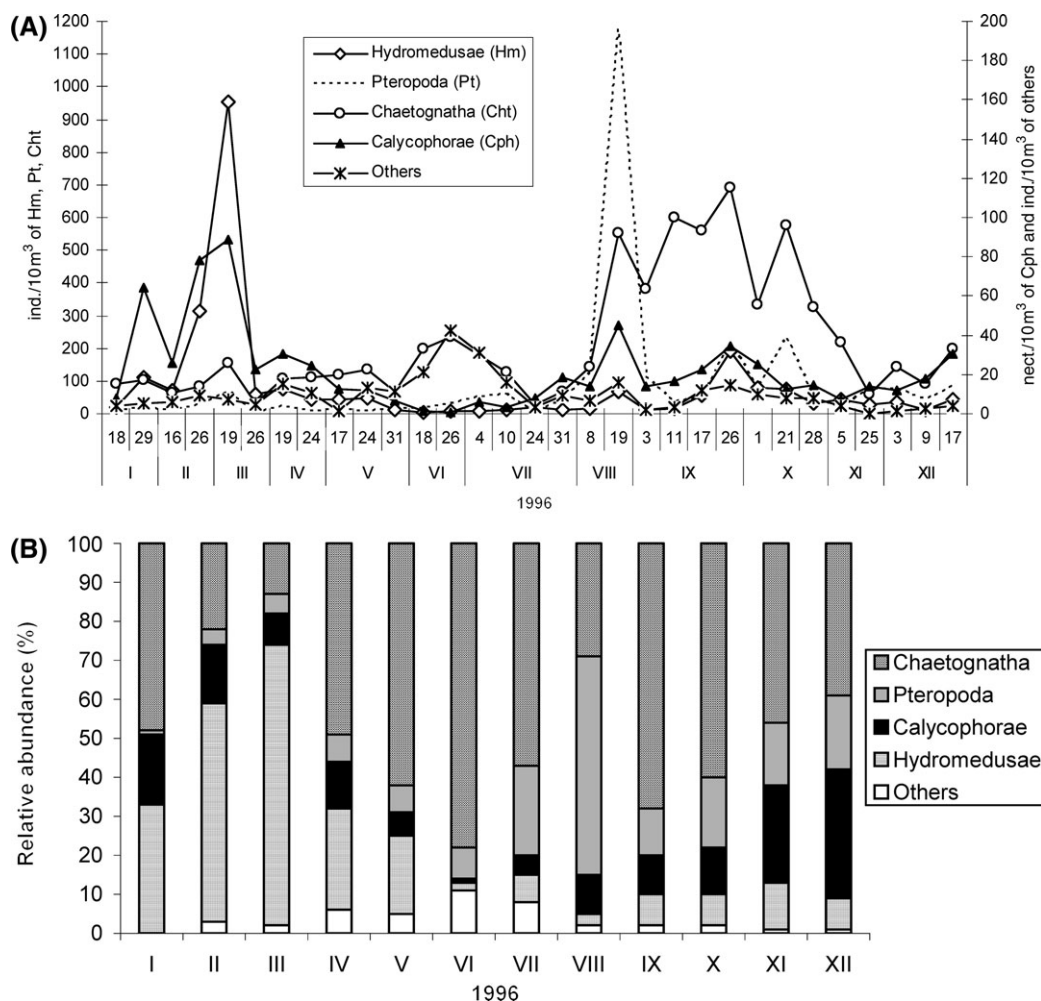 (A)
1200
1100
1000
900
800
700
600
500
400
300
200
100
0
ind./10m³ of Hm, Pt, Cht
Hydromedusae (Hm)
Pteropoda (Pt)
Chaetognatha (Cht)
Calycophorae (Cph)
Others
200
180
160
140
120
100
80
60
40
20
0
nect./10m³ of Cph and ind./10m³ of others
18 29 16 26 19 26 19 24 17 24 31 18 26 4 10 24 31 8 19 3 11 17 26 1 21 28 5 25 3 9 17
I II III IV V VI VII VIII IX X XI XII
1996
(B)
100
90
80
70
60
50
40
30
20
10
0
Relative abundance (%)
Chaetognatha
Pteropoda
Calycophorae
Hydromedusae
Others
I II III IV V VI VII VIII IX X XI XII
1996